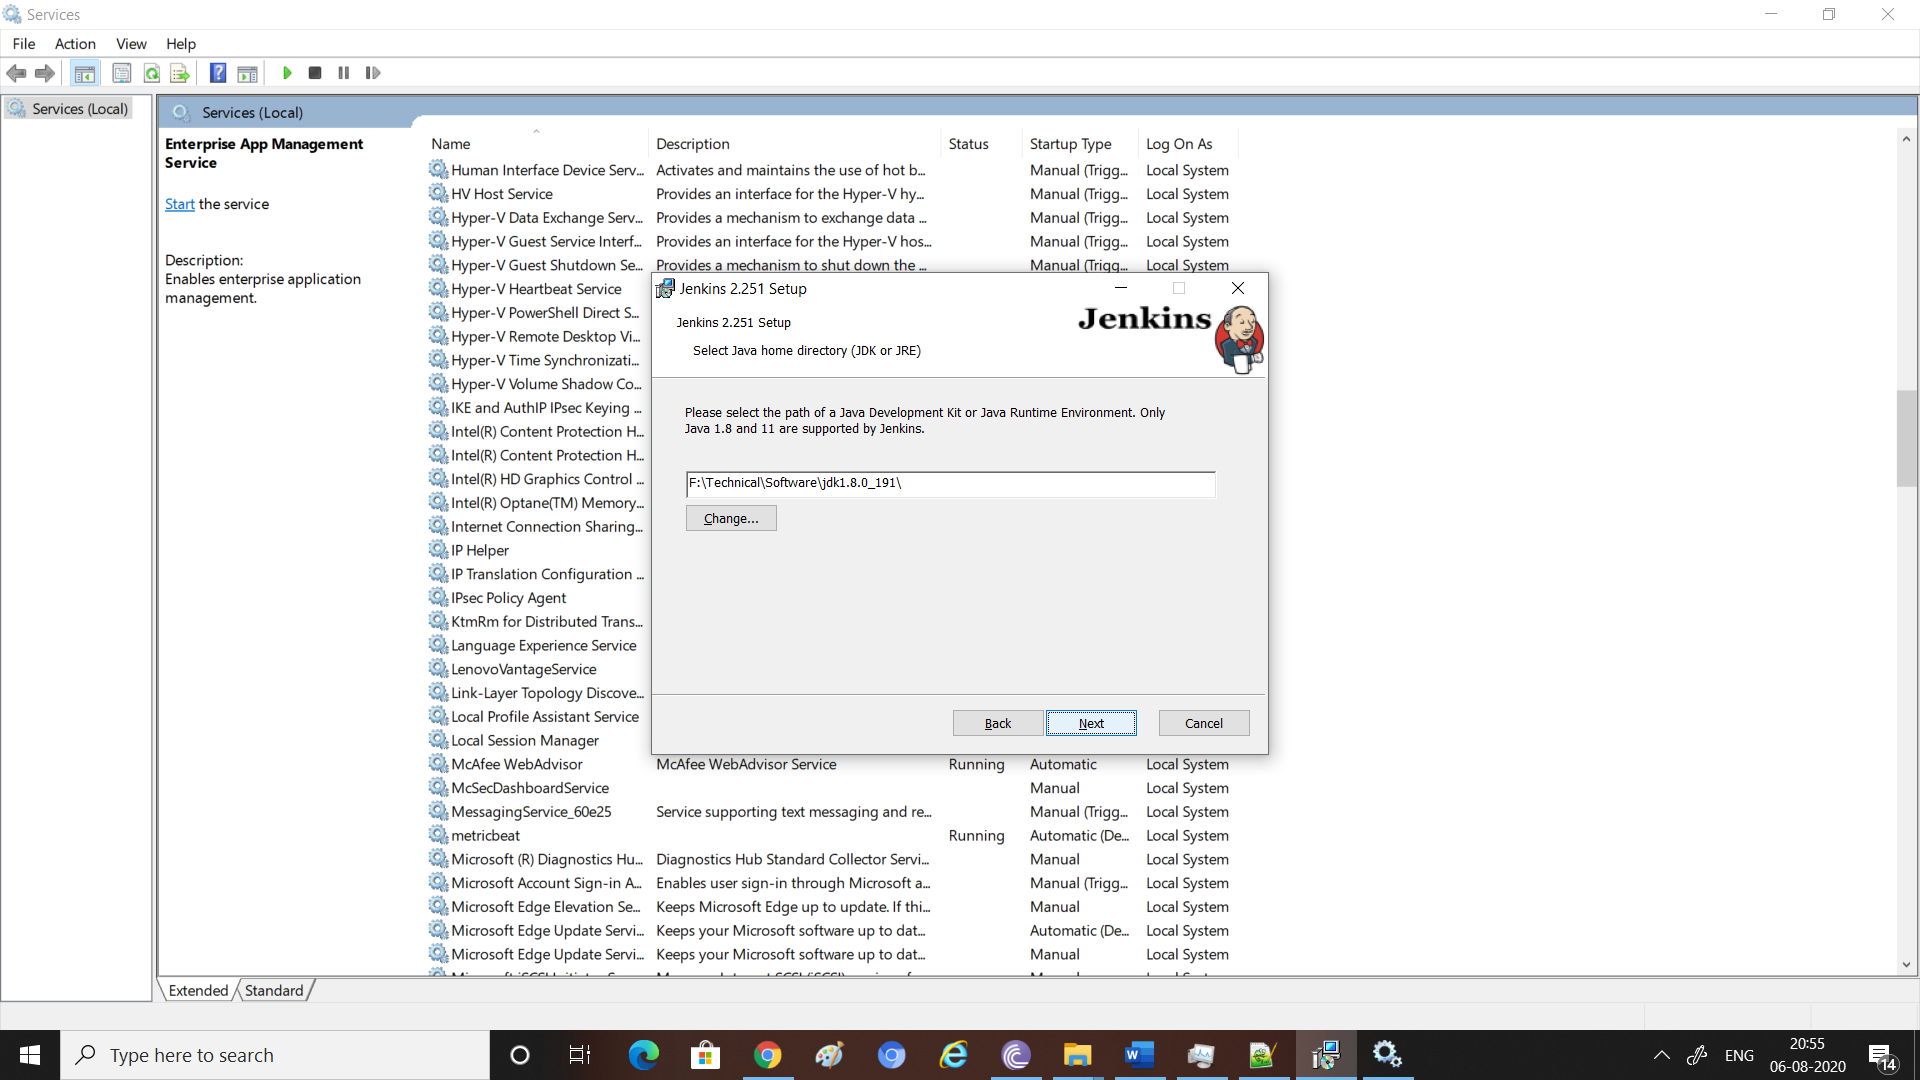 Services
File Action View Help
Services (Local)
Services (Local)
Enterprise App Management
Service
Start the service
Description:
Enables enterprise application
management.
Name Description Status Startup Type Log On As
Human Interface Device Serv... Activates and maintains the use of hot b... Manual (Trigg... Local System
HV Host Service Provides an interface for the Hyper-V hy... Manual (Trigg... Local System
Hyper-V Data Exchange Serv... Provides a mechanism to exchange data ... Manual (Trigg... Local System
Hyper-V Guest Service Interf... Provides an interface for the Hyper-V hos... Manual (Trigg... Local System
Hyper-V Guest Shutdown Se... Provides a mechanism to shut down the ... Manual (Trigg... Local System
Hyper-V Heartbeat Service
Hyper-V PowerShell Direct S...
Hyper-V Remote Desktop Vi...
Hyper-V Time Synchronizati...
Hyper-V Volume Shadow Co...
IKE and AuthIP IPsec Keying ...
Intel(R) Content Protection H...
Intel(R) Content Protection H...
Intel(R) HD Graphics Control ...
Intel(R) Optane(TM) Memory...
Internet Connection Sharing...
IP Helper
IP Translation Configuration ...
IPsec Policy Agent
KtmRm for Distributed Trans...
Language Experience Service
LenovoVantageService
Link-Layer Topology Discove...
Local Profile Assistant Service
Local Session Manager
McAfee WebAdvisor McAfee WebAdvisor Service Running Automatic Local System
McSecDashboardService Manual Local System
MessagingService_60e25 Service supporting text messaging and re... Manual (Trigg... Local System
metricbeat Running Automatic (De... Local System
Microsoft (R) Diagnostics Hu... Diagnostics Hub Standard Collector Servi... Manual Local System
Microsoft Account Sign-in A... Enables user sign-in through Microsoft a... Manual (Trigg... Local System
Microsoft Edge Elevation Se... Keeps Microsoft Edge up to update. If thi... Manual Local System
Microsoft Edge Update Servi... Keeps your Microsoft software up to dat... Automatic (De... Local System
Microsoft Edge Update Servi... Keeps your Microsoft software up to dat... Manual Local System
Jenkins 2.251 Setup
Jenkins 2.251 Setup
Jenkins
Select Java home directory (JDK or JRE)
Please select the path of a Java Development Kit or Java Runtime Environment. Only
Java 1.8 and 11 are supported by Jenkins.
F:\Technical\Software\jdk1.8.0_191\
Change...
Back Next Cancel
Extended Standard
Type here to search
ENG
20:55
06-08-2020
14